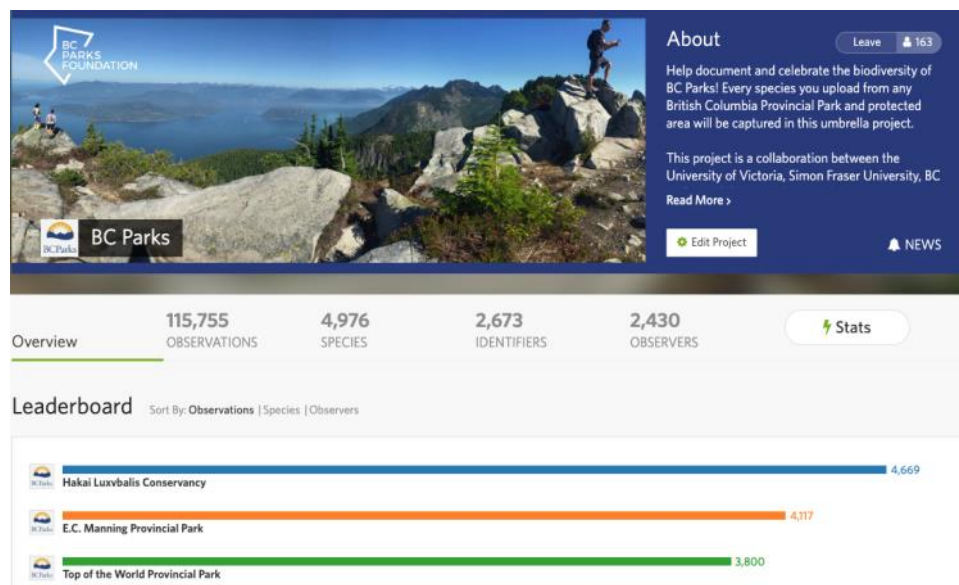 BC
PARKS
FOUNDATION
BCParks
BC Parks
About
Leave 163
Help document and celebrate the biodiversity of
BC Parks! Every species you upload from any
British Columbia Provincial Park and protected
area will be captured in this umbrella project.
This project is a collaboration between the
University of Victoria, Simon Fraser University, BC
Read More ›
Edit Project
NEWS
Overview
115,755
OBSERVATIONS
4,976
SPECIES
2,673
IDENTIFIERS
2,430
OBSERVERS
Stats
Leaderboard
Sort By: Observations | Species | Observers
BCParks
4,669
Hakai Luxvbalis Conservancy
BCParks
4,117
E.C. Manning Provincial Park
BCParks
3,800
Top of the World Provincial Park